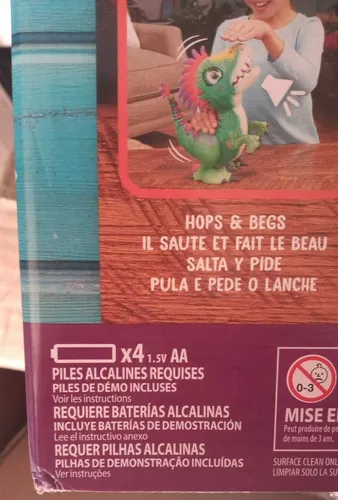 HOPS & BEGS
IL SAUTE ET FAIT LE BEAU
SALTA Y PIDE
PULA E PEDE O LANCHE
x4 1.5V AA
PILES ALCALINES REQUISES
PILES DE DÉMO INCLUSES
Voir les instructions
REQUIERE BATERÍAS ALCALINAS
INCLUYE BATERÍAS DE DEMOSTRACIÓN
Lee el instructivo anexo
REQUER PILHAS ALCALINAS
PILHAS DE DEMONSTRAÇÃO INCLUÍDAS
Ver instruções
0-3
MISE E
Peut produire de pe
de moins de 3 ans.
SURFACE CLEAN ONL
LIMPIAR SOLO LA SU